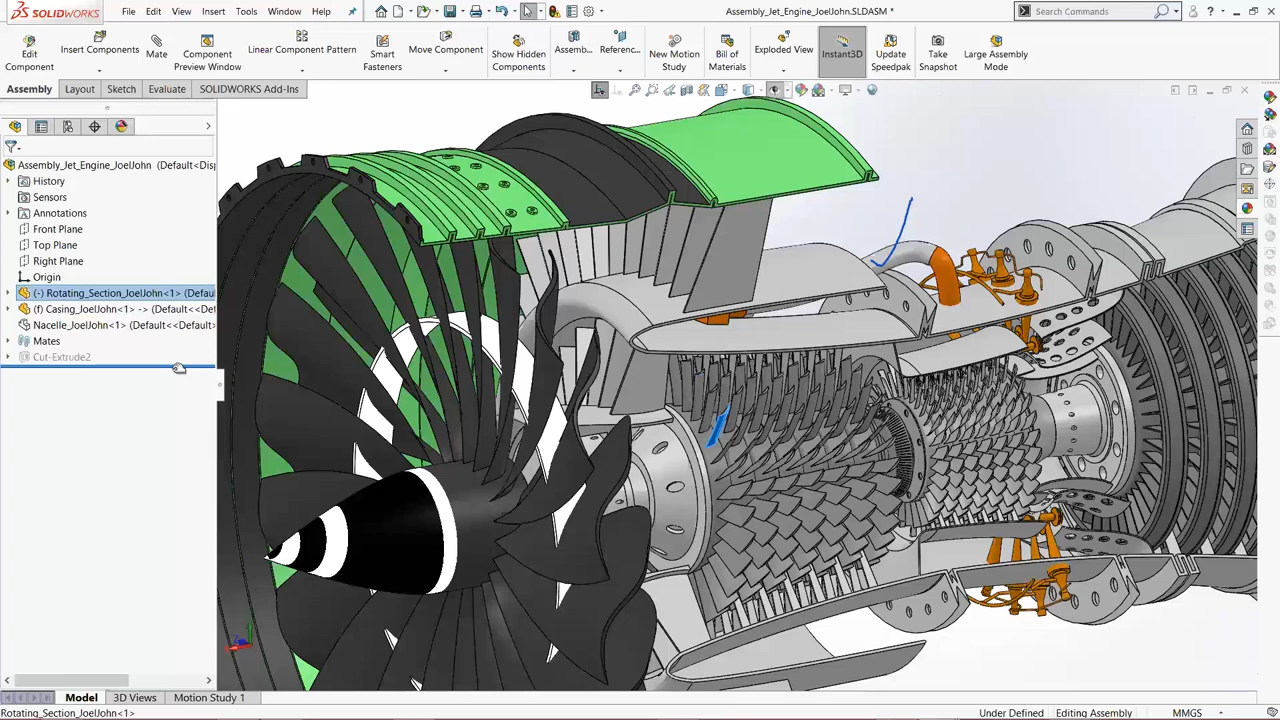 SOLIDWORKS File Edit View Insert Tools Window Help Assembly_Jet_Engine_JoelJohn.SLDASM * Search Commands
Edit Component
Insert Components
Mate
Component Preview Window
Linear Component Pattern
Smart Fasteners
Move Component
Show Hidden Components
Assemb...
Referenc...
New Motion Study
Bill of Materials
Exploded View
Instant3D
Update Speedpak
Take Snapshot
Large Assembly Mode
Assembly Layout Sketch Evaluate SOLIDWORKS Add-Ins
Assembly_Jet_Engine_JoelJohn (Default<Disp
History
Sensors
Annotations
Front Plane
Top Plane
Right Plane
Origin
(-) Rotating_Section_JoelJohn<1> (Defau
(f) Casing_JoelJohn<1> -> (Default<<Def
Nacelle_JoelJohn<1> (Default<<Default>
Mates
Cut-Extrude2
Model 3D Views Motion Study 1
Rotating_Section_JoelJohn<1> Under Defined Editing Assembly MMGS